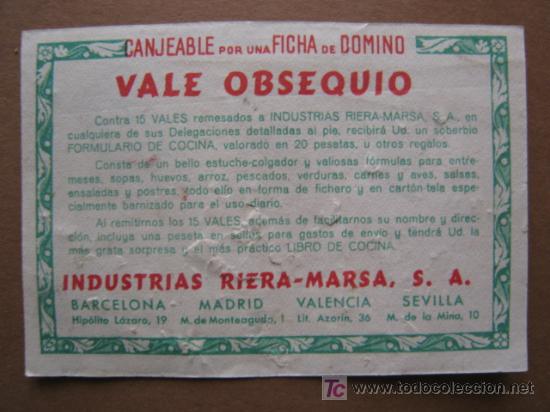 CANJEABLE POR UNA FICHA DE DOMINO
VALE OBSEQUIO
Contra 15 VALES remesados a INDUSTRIAS RIERA-MARSA, S. A., en
cualquiera de sus Delegaciones detalladas al pie, recibirá Ud. un soberbio
FORMULARIO DE COCINA, valorado en 20 pesetas, u otros regalos.
Consta de un bello estuche-colgador y valiosas fórmulas para entre-
meses, sopas, huevos, arroz, pescados, verduras, carnes y aves, salsas,
ensaladas y postres, todo ello en forma de fichero y en cartón-tela espe-
cialmente barnizado para el uso diario.
Al remitirnos los 15 VALES, además de facilitarnos su nombre y direc-
ción, incluya una peseta en sellos para gastos de envío y tendrá Ud. la
más grata sorpresa y el más práctico LIBRO DE COCINA.
INDUSTRIAS RIERA-MARSA, S. A.
BARCELONA MADRID VALENCIA SEVILLA
Hipólito Lázaro, 19 M. de Monteagudo, 1 Lit. Azorín, 36 M. de la Mina, 10
TC todocoleccion
www.todocoleccion.net